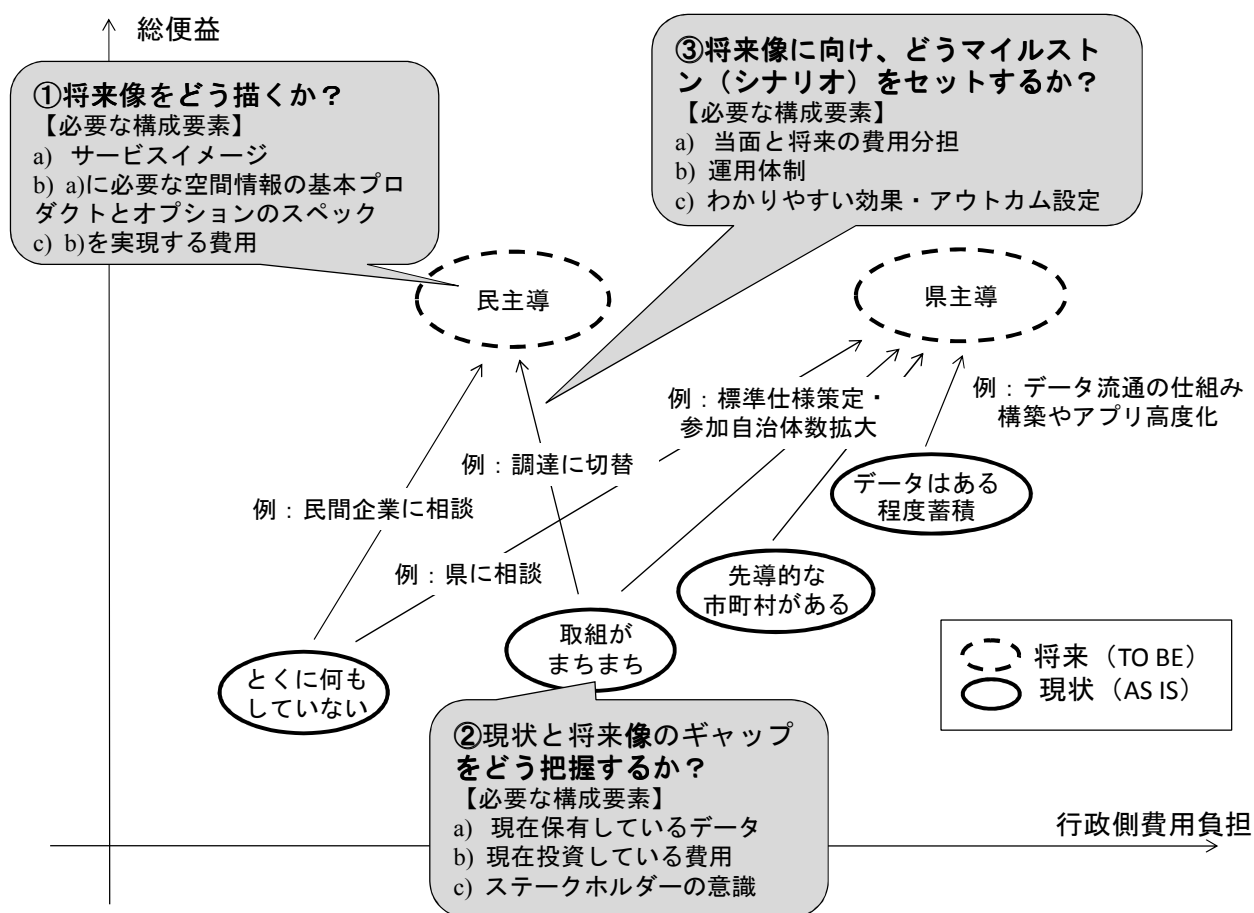 総便益
①将来像をどう描くか？
【必要な構成要素】
a) サービスイメージ
b) a)に必要な空間情報の基本プロ
ダクトとオプションのスペック
c) b)を実現する費用
③将来像に向け、どうマイルスト
ン（シナリオ）をセットするか？
【必要な構成要素】
a) 当面と将来の費用分担
b) 運用体制
c) わかりやすい効果・アウトカム設定
民主導
県主導
例：標準仕様策定・
参加自治体数拡大
例：データ流通の仕組み
構築やアプリ高度化
例：調達に切替
例：民間企業に相談
例：県に相談
データはある
程度蓄積
先導的な
市町村がある
取組が
まちまち
とくに何も
していない
将来（TO BE）
現状（AS IS）
②現状と将来像のギャップ
をどう把握するか？
【必要な構成要素】
a) 現在保有しているデータ
b) 現在投資している費用
c) ステークホルダーの意識
行政側費用負担